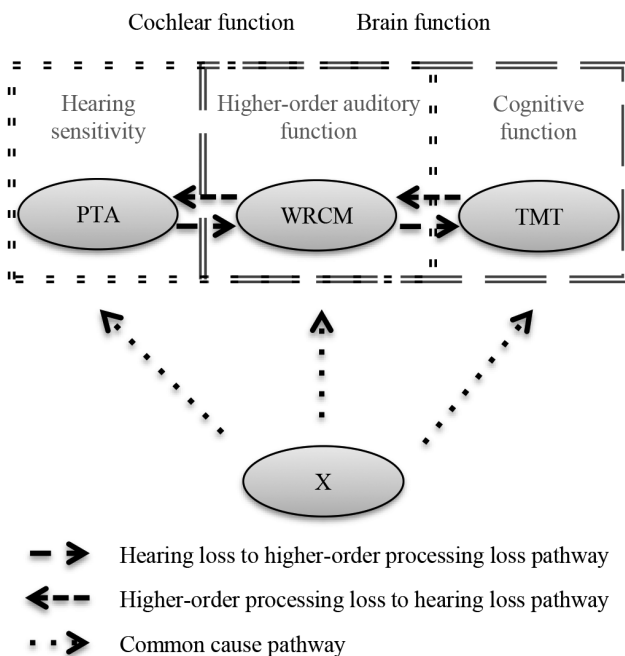 Cochlear function Brain function
Hearing sensitivity
Higher-order auditory function
Cognitive function
PTA WRCM TMT
X
Hearing loss to higher-order processing loss pathway
Higher-order processing loss to hearing loss pathway
Common cause pathway